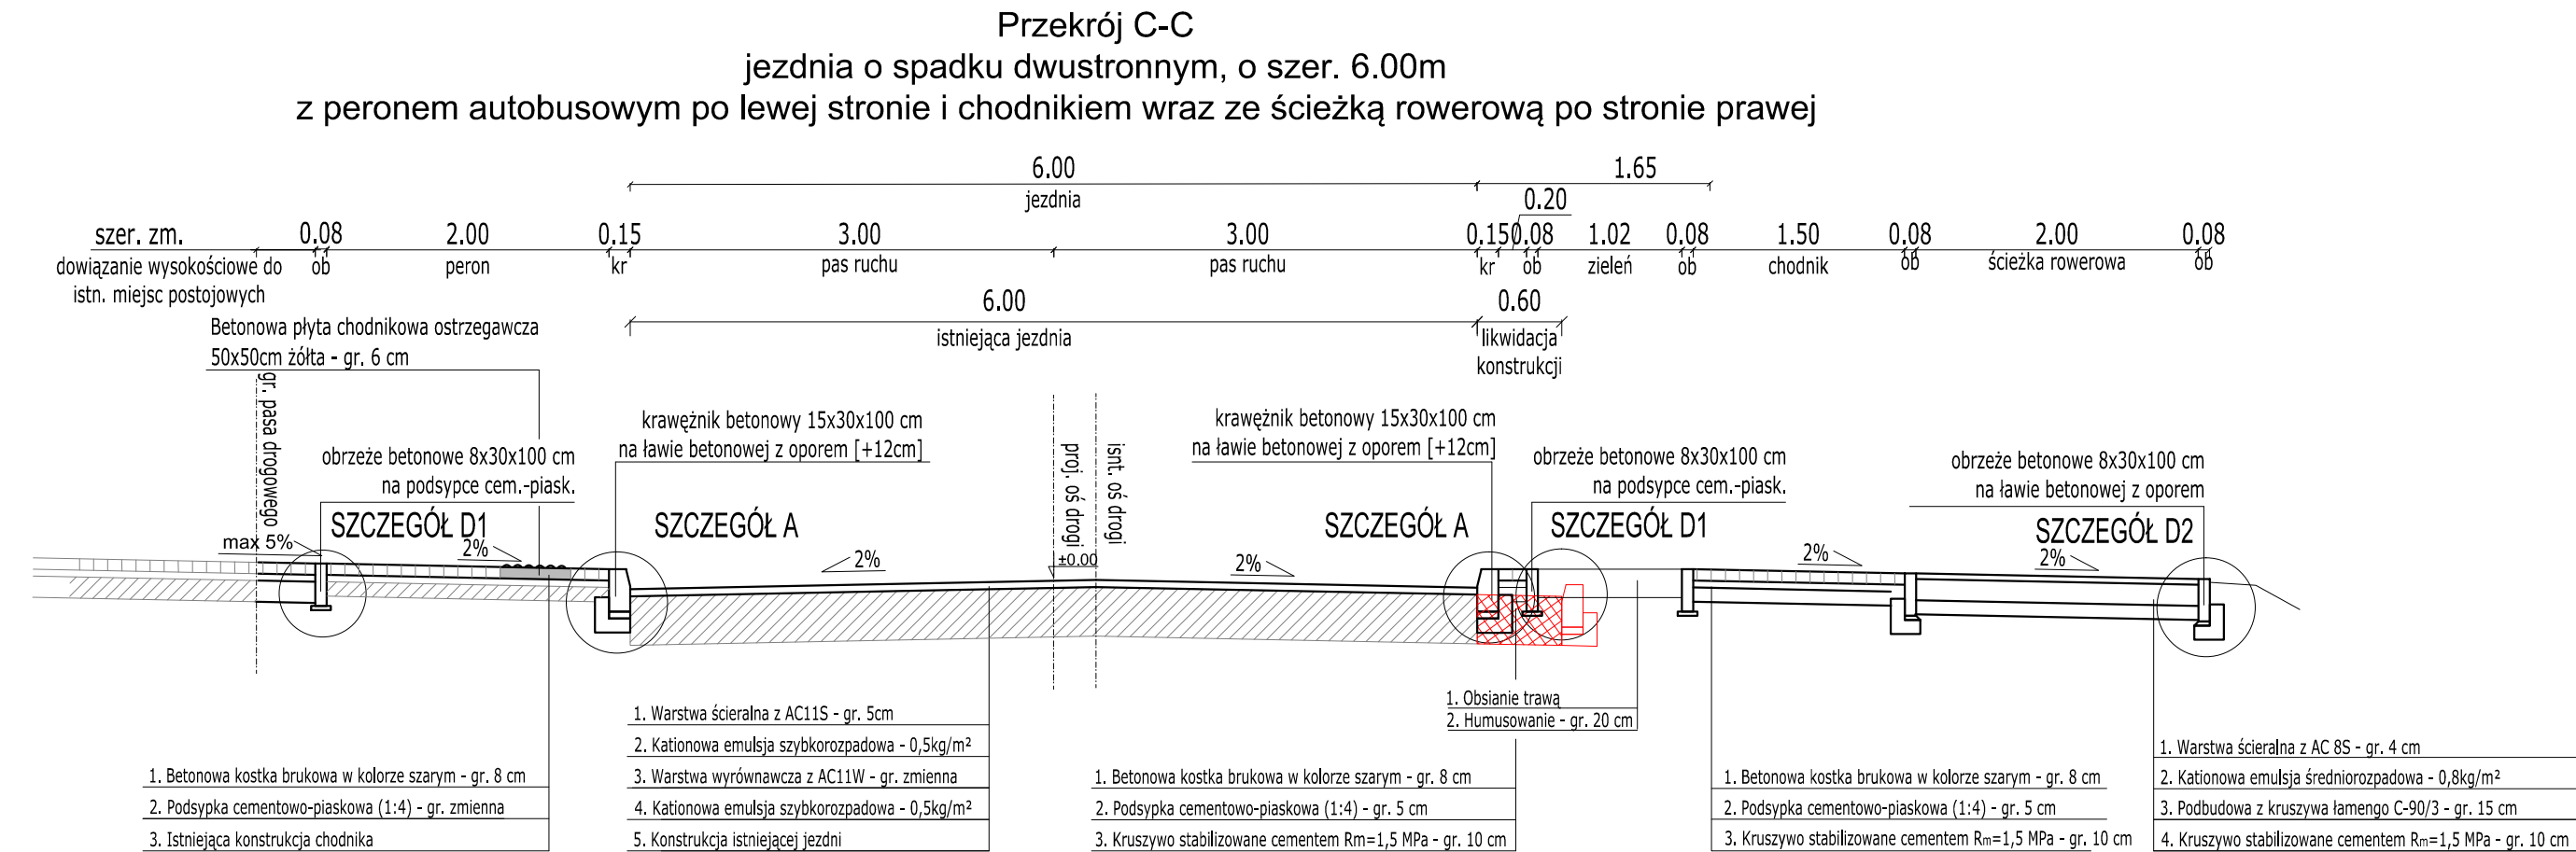 Przekrój C-C
jezdnia o spadku dwustronnym, o szer. 6.00m
z peronem autobusowym po lewej stronie i chodnikiem wraz ze ścieżką rowerową po stronie prawej
6.00
1.65
jezdnia
0.20
szer. zm.
0.08
2.00
0.15
3.00
3.00
0.150
0.08
1.02
0.08
1.50
0.08
2.00
0.08
dowiązanie wysokościowe do
istn. miejsc postojowych
ob
peron
kr
pas ruchu
pas ruchu
kr
ob
zieleń
ob
chodnik
ob
ścieżka rowerowa
ob
6.00
0.60
istniejąca jezdnia
likwidacja
konstrukcji
Betonowa płyta chodnikowa ostrzegawcza
50x50cm żółta - gr. 6 cm
gr. pasa drogowego
obrzeże betonowe 8x30x100 cm
na podsypce cem.-piask.
krawężnik betonowy 15x30x100 cm
na ławie betonowej z oporem [+12cm]
proj. oś drogi
isnt. oś drogi
krawężnik betonowy 15x30x100 cm
na ławie betonowej z oporem [+12cm]
obrzeże betonowe 8x30x100 cm
na podsypce cem.-piask.
obrzeże betonowe 8x30x100 cm
na ławie betonowej z oporem
SZCZEGÓŁ D1
SZCZEGÓŁ A
SZCZEGÓŁ A
SZCZEGÓŁ D1
SZCZEGÓŁ D2
max 5%
2%
2%
±0.00
2%
2%
2%
1. Obsianie trawą
2. Humusowanie - gr. 20 cm
1. Betonowa kostka brukowa w kolorze szarym - gr. 8 cm
2. Podsypka cementowo-piaskowa (1:4) - gr. zmienna
3. Istniejąca konstrukcja chodnika
1. Warstwa ścieralna z AC11S - gr. 5cm
2. Kationowa emulsja szybkorozpadowa - 0,5kg/m²
3. Warstwa wyrównawcza z AC11W - gr. zmienna
4. Kationowa emulsja szybkorozpadowa - 0,5kg/m²
5. Konstrukcja istniejącej jezdni
1. Betonowa kostka brukowa w kolorze szarym - gr. 8 cm
2. Podsypka cementowo-piaskowa (1:4) - gr. 5 cm
3. Kruszywo stabilizowane cementem Rm=1,5 MPa - gr. 10 cm
1. Betonowa kostka brukowa w kolorze szarym - gr. 8 cm
2. Podsypka cementowo-piaskowa (1:4) - gr. 5 cm
3. Kruszywo stabilizowane cementem Rm=1,5 MPa - gr. 10 cm
1. Warstwa ścieralna z AC 8S - gr. 4 cm
2. Kationowa emulsja średniorozpadowa - 0,8kg/m²
3. Podbudowa z kruszywa łamengo C-90/3 - gr. 15 cm
4. Kruszywo stabilizowane cementem Rm=1,5 MPa - gr. 10 cm